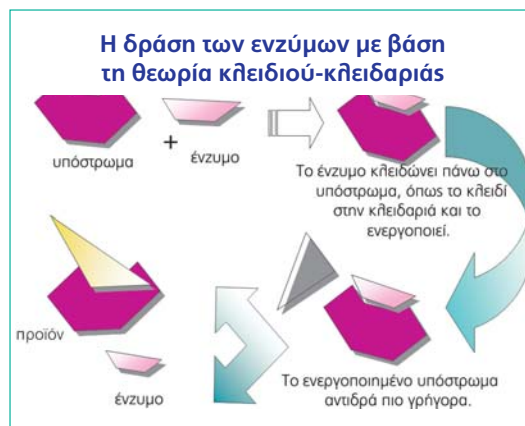 Η δράση των ενζύμων με βάση
τη θεωρία κλειδιού-κλειδαριάς
υπόστρωμα
+
ένζυμο
Το ένζυμο κλειδώνει πάνω στο
υπόστρωμα, όπως το κλειδί
στην κλειδαριά και το
ενεργοποιεί.
προϊόν
ένζυμο
Το ενεργοποιημένο υπόστρωμα
αντιδρά πιο γρήγορα.